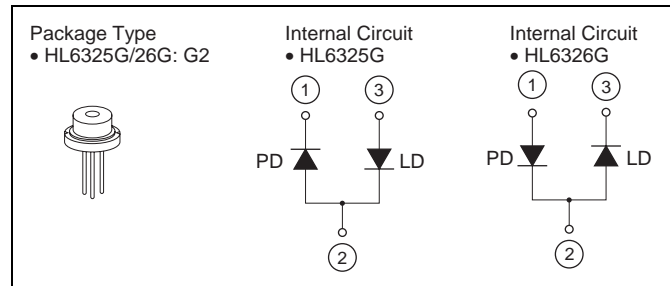 Package Type
• HL6325G/26G: G2
Internal Circuit
• HL6325G
1 3
PD LD
2
Internal Circuit
• HL6326G
1 3
PD LD
2